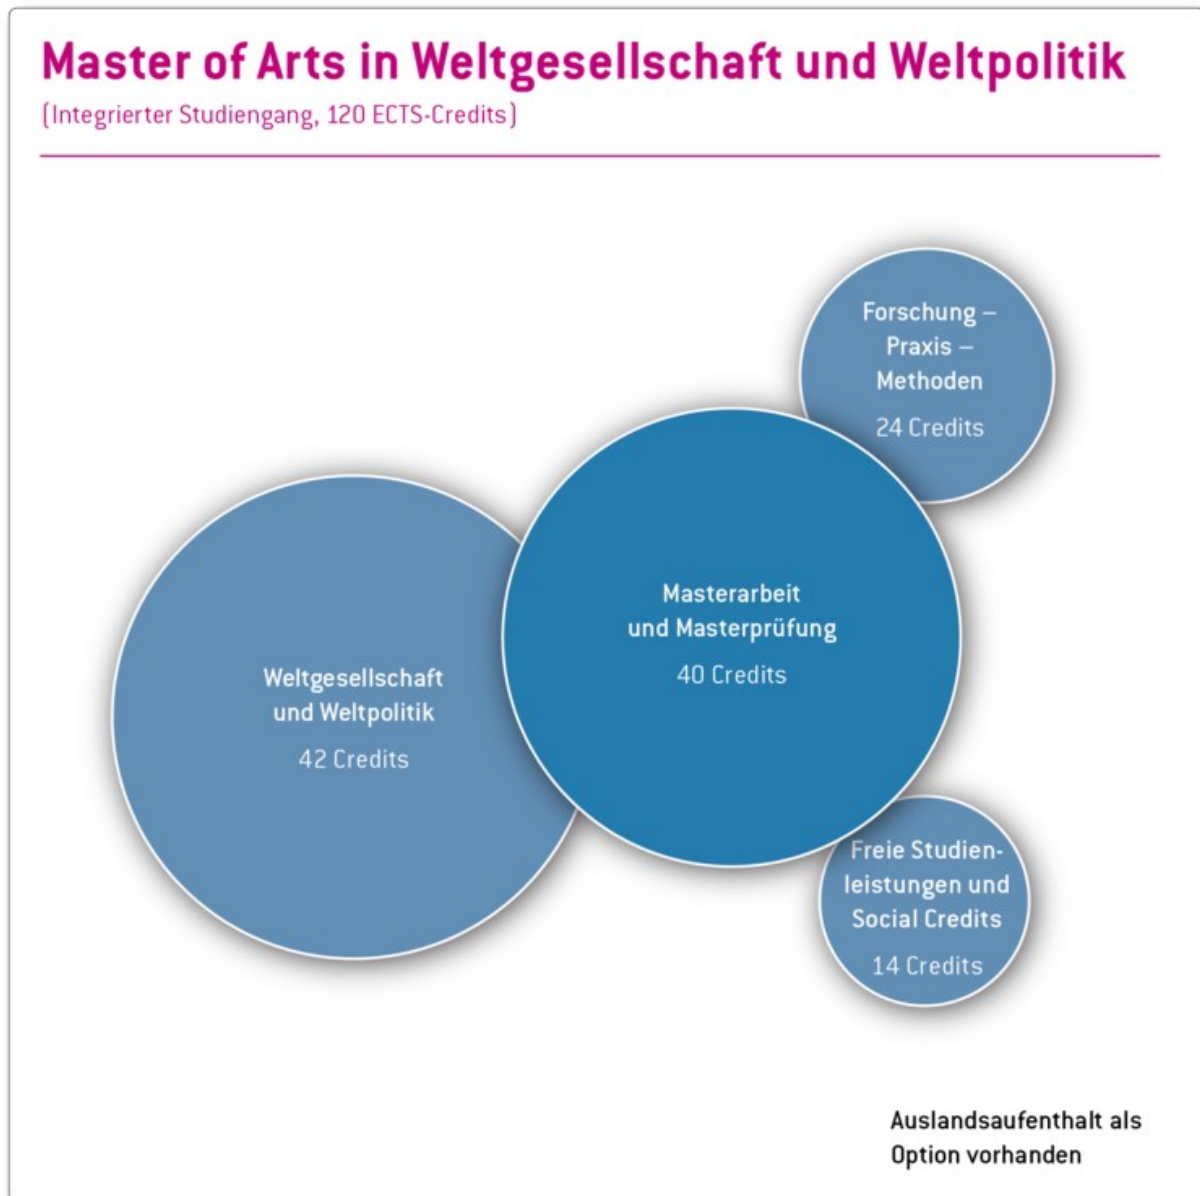 Master of Arts in Weltgesellschaft und Weltpolitik
(Integrierter Studiengang, 120 ECTS-Credits)
Forschung –
Praxis –
Methoden
24 Credits
Masterarbeit
und Masterprüfung
40 Credits
Weltgesellschaft
und Weltpolitik
42 Credits
Freie Studien-
leistungen und
Social Credits
14 Credits
Auslandsaufenthalt als
Option vorhanden